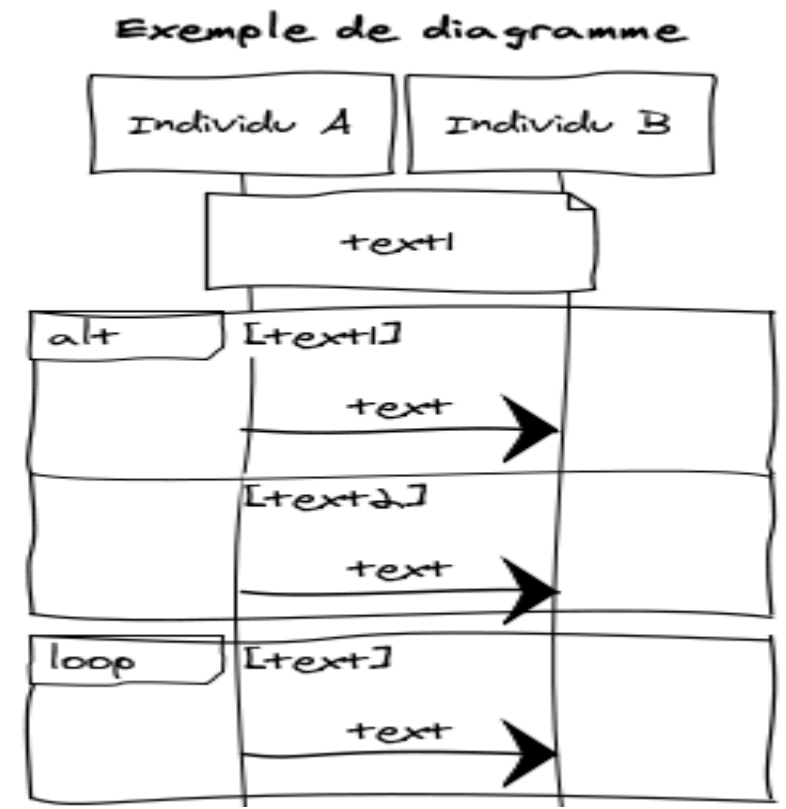 Exemple de diagramme
Individu A
Individu B
text1
alt
[text1]
text
[text2]
text
loop
[text]
text